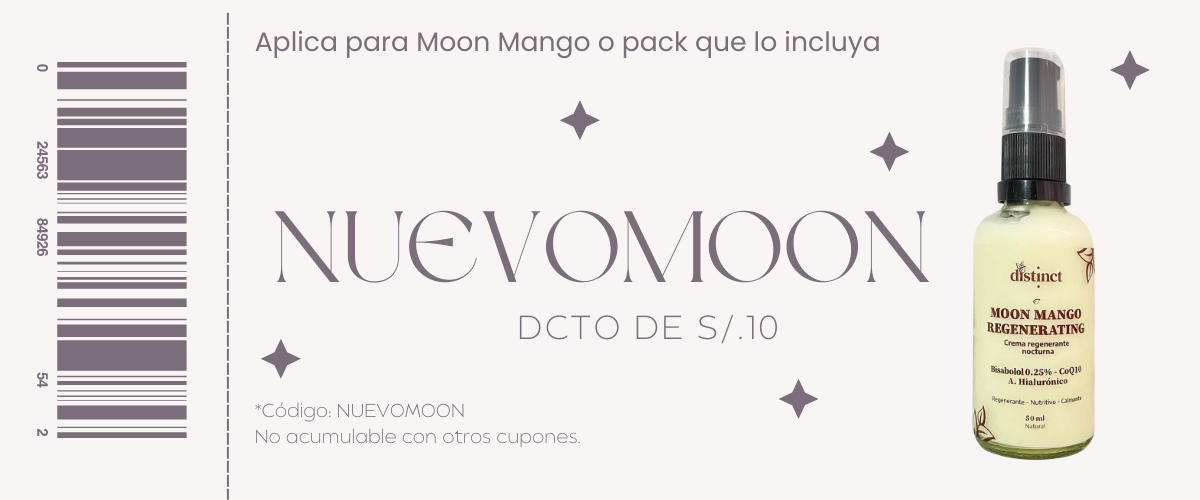 0
24563
84926
54
2
Aplica para Moon Mango o pack que lo incluya
NUEVOMOON
DCTO DE S/.10
*Código: NUEVOMOON
No acumulable con otros cupones.
distinct
MOON MANGO
REGENERATING
Crema regenerante
nocturna
Bisabolol 0.25% - CoQ10
A. Hialurónico
Regenerante - Nutritivo - Calmante
50 ml
Natural